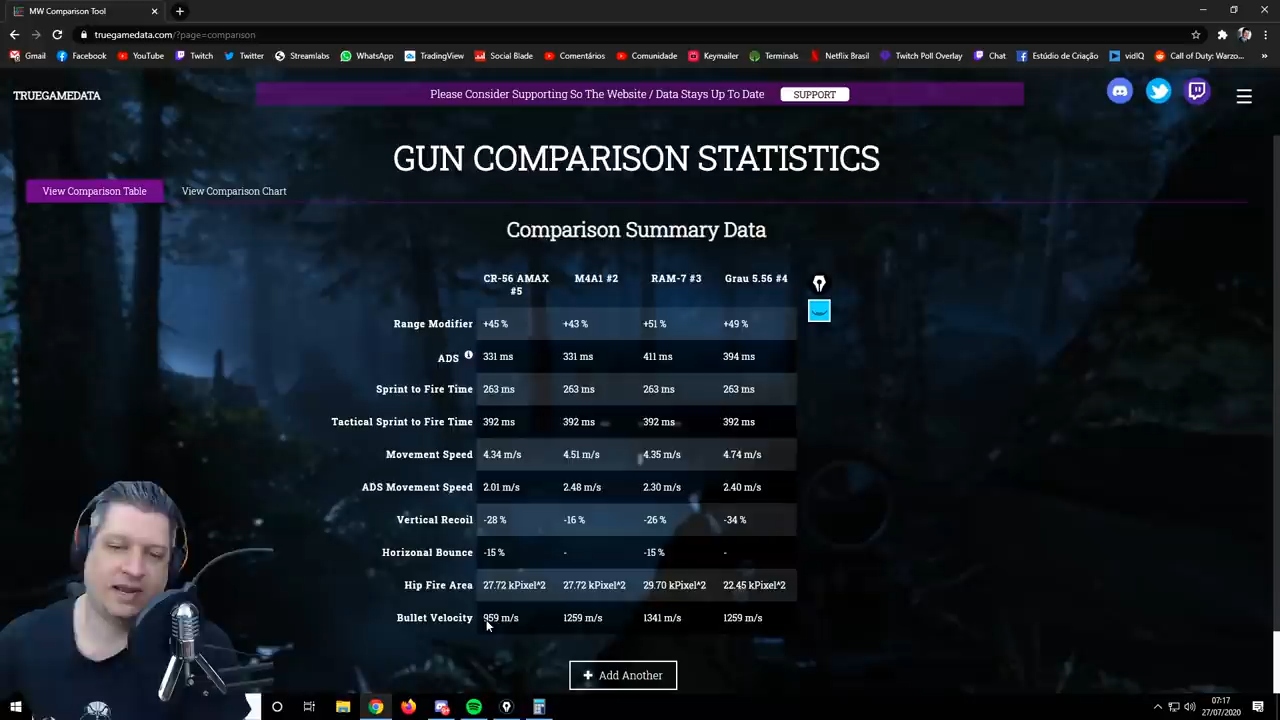 MW Comparison Tool
truegamedata.com/?page=comparison
Gmail Facebook YouTube Twitch Twitter Streamlabs WhatsApp TradingView Social Blade Comentários Comunidade Keymailer Terminals Netflix Brasil Twitch Poll Overlay Chat Estúdio de Criação vidIQ Call of Duty: Warzo...
TRUEGAMEDATA
Please Consider Supporting So The Website / Data Stays Up To Date SUPPORT
GUN COMPARISON STATISTICS
View Comparison Table View Comparison Chart
Comparison Summary Data
CR-56 AMAX #5 M4A1 #2 RAM-7 #3 Grau 5.56 #4
Range Modifier +45 % +43 % +51 % +49 %
ADS 331 ms 331 ms 411 ms 394 ms
Sprint to Fire Time 263 ms 263 ms 263 ms 263 ms
Tactical Sprint to Fire Time 392 ms 392 ms 392 ms 392 ms
Movement Speed 4.34 m/s 4.51 m/s 4.35 m/s 4.74 m/s
ADS Movement Speed 2.01 m/s 2.48 m/s 2.30 m/s 2.40 m/s
Vertical Recoil -28 % -16 % -26 % -34 %
Horizonal Bounce -15 % - -15 % -
Hip Fire Area 27.72 kPixel^2 27.72 kPixel^2 29.70 kPixel^2 22.45 kPixel^2
Bullet Velocity 959 m/s 1259 m/s 1341 m/s 1259 m/s
+ Add Another
07:17
27/07/2020